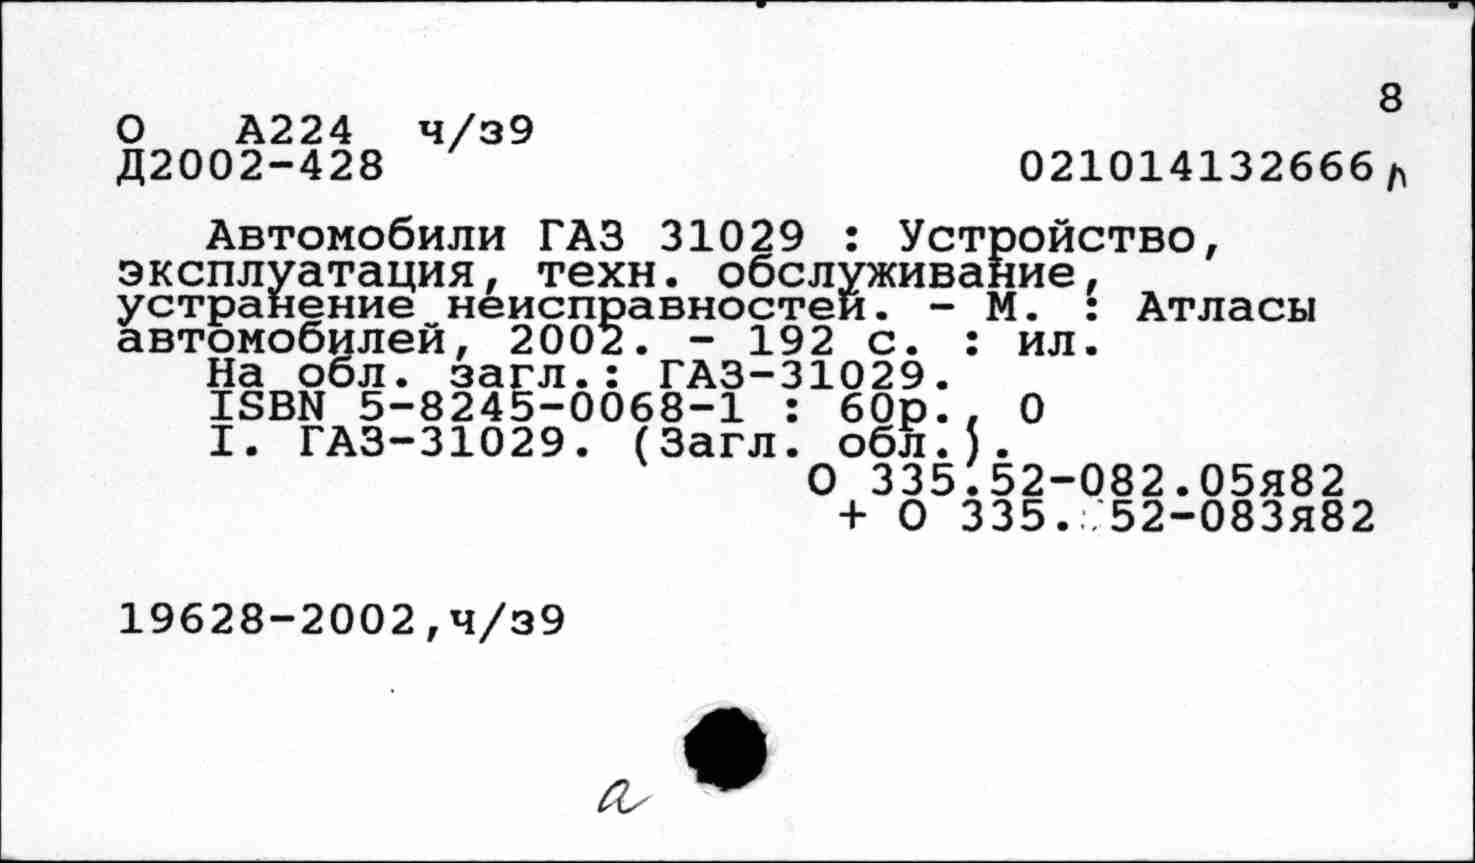 8
О А224 ч/з9
Д2002-428 021014132666
Автомобили ГАЗ 31029 : Устройство,
эксплуатация, техн. обслуживание,
устранение неисправностей. - М. : Атласы
автомобилей, 2002. - 192 с. : ил.
На обл. загл.: ГАЗ-31029.
ISBN 5-8245-0068-1 : 60р., 0
I. ГАЗ-31029. (Загл. обл.).
О 335.52-082.05я82
+ О 335. 52-083я82
19628-2002,ч/з9
а